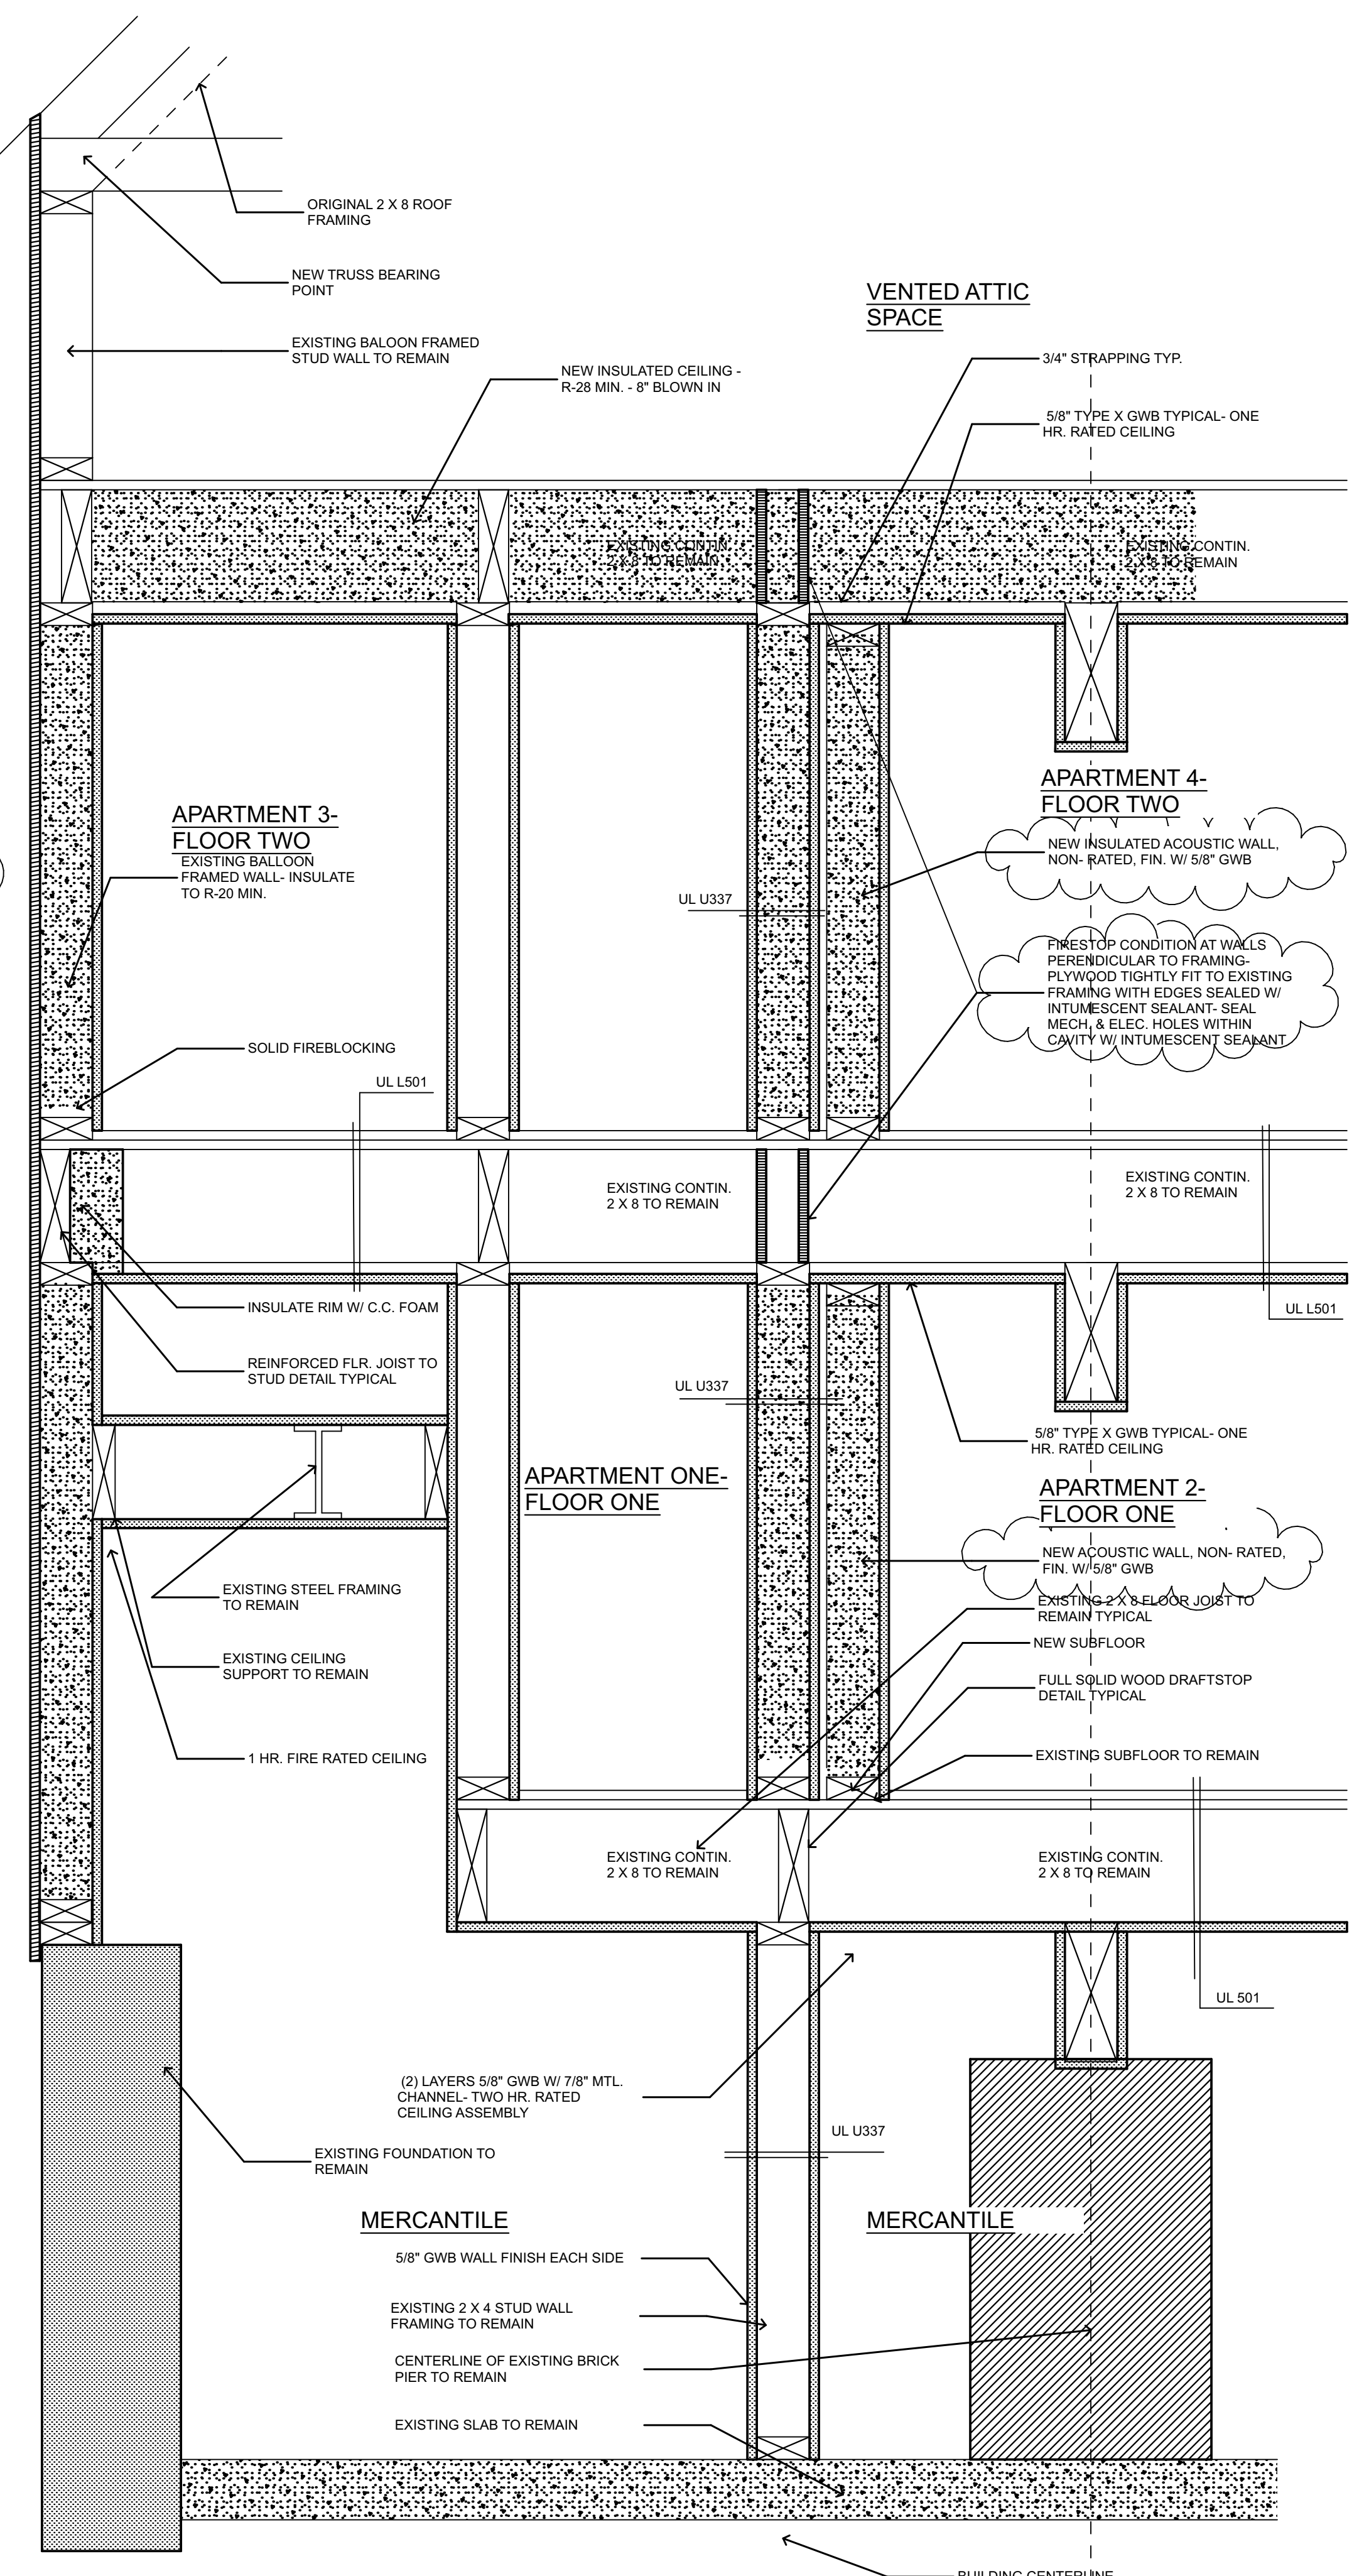 ORIGINAL 2 X 8 ROOF
FRAMING
NEW TRUSS BEARING
POINT
VENTED ATTIC
SPACE
EXISTING BALOON FRAMED
STUD WALL TO REMAIN
NEW INSULATED CEILING -
R-28 MIN. - 8" BLOWN IN
3/4" STRAPPING TYP.
5/8" TYPE X GWB TYPICAL- ONE
HR. RATED CEILING
EXISTING CONTIN.
2 X 8 TO REMAIN
EXISTING CONTIN.
2 X 8 TO REMAIN
APARTMENT 3-
FLOOR TWO
EXISTING BALLOON
FRAMED WALL- INSULATE
TO R-20 MIN.
APARTMENT 4-
FLOOR TWO
NEW INSULATED ACOUSTIC WALL,
NON- RATED, FIN. W/ 5/8" GWB
UL U337
FIRESTOP CONDITION AT WALLS
PERENDICULAR TO FRAMING-
PLYWOOD TIGHTLY FIT TO EXISTING
FRAMING WITH EDGES SEALED W/
INTUMESCENT SEALANT- SEAL
MECH. & ELEC. HOLES WITHIN
CAVITY W/ INTUMESCENT SEALANT
SOLID FIREBLOCKING
UL L501
EXISTING CONTIN.
2 X 8 TO REMAIN
EXISTING CONTIN.
2 X 8 TO REMAIN
INSULATE RIM W/ C.C. FOAM
UL L501
REINFORCED FLR. JOIST TO
STUD DETAIL TYPICAL
UL U337
5/8" TYPE X GWB TYPICAL- ONE
HR. RATED CEILING
APARTMENT ONE-
FLOOR ONE
APARTMENT 2-
FLOOR ONE
NEW ACOUSTIC WALL, NON- RATED,
FIN. W/ 5/8" GWB
EXISTING STEEL FRAMING
TO REMAIN
EXISTING 2 X 8 FLOOR JOIST TO
REMAIN TYPICAL
NEW SUBFLOOR
EXISTING CEILING
SUPPORT TO REMAIN
FULL SOLID WOOD DRAFTSTOP
DETAIL TYPICAL
1 HR. FIRE RATED CEILING
EXISTING SUBFLOOR TO REMAIN
EXISTING CONTIN.
2 X 8 TO REMAIN
EXISTING CONTIN.
2 X 8 TO REMAIN
UL 501
(2) LAYERS 5/8" GWB W/ 7/8" MTL.
CHANNEL- TWO HR. RATED
CEILING ASSEMBLY
UL U337
EXISTING FOUNDATION TO
REMAIN
MERCANTILE
MERCANTILE
5/8" GWB WALL FINISH EACH SIDE
EXISTING 2 X 4 STUD WALL
FRAMING TO REMAIN
CENTERLINE OF EXISTING BRICK
PIER TO REMAIN
EXISTING SLAB TO REMAIN
BUILDING CENTERLINE